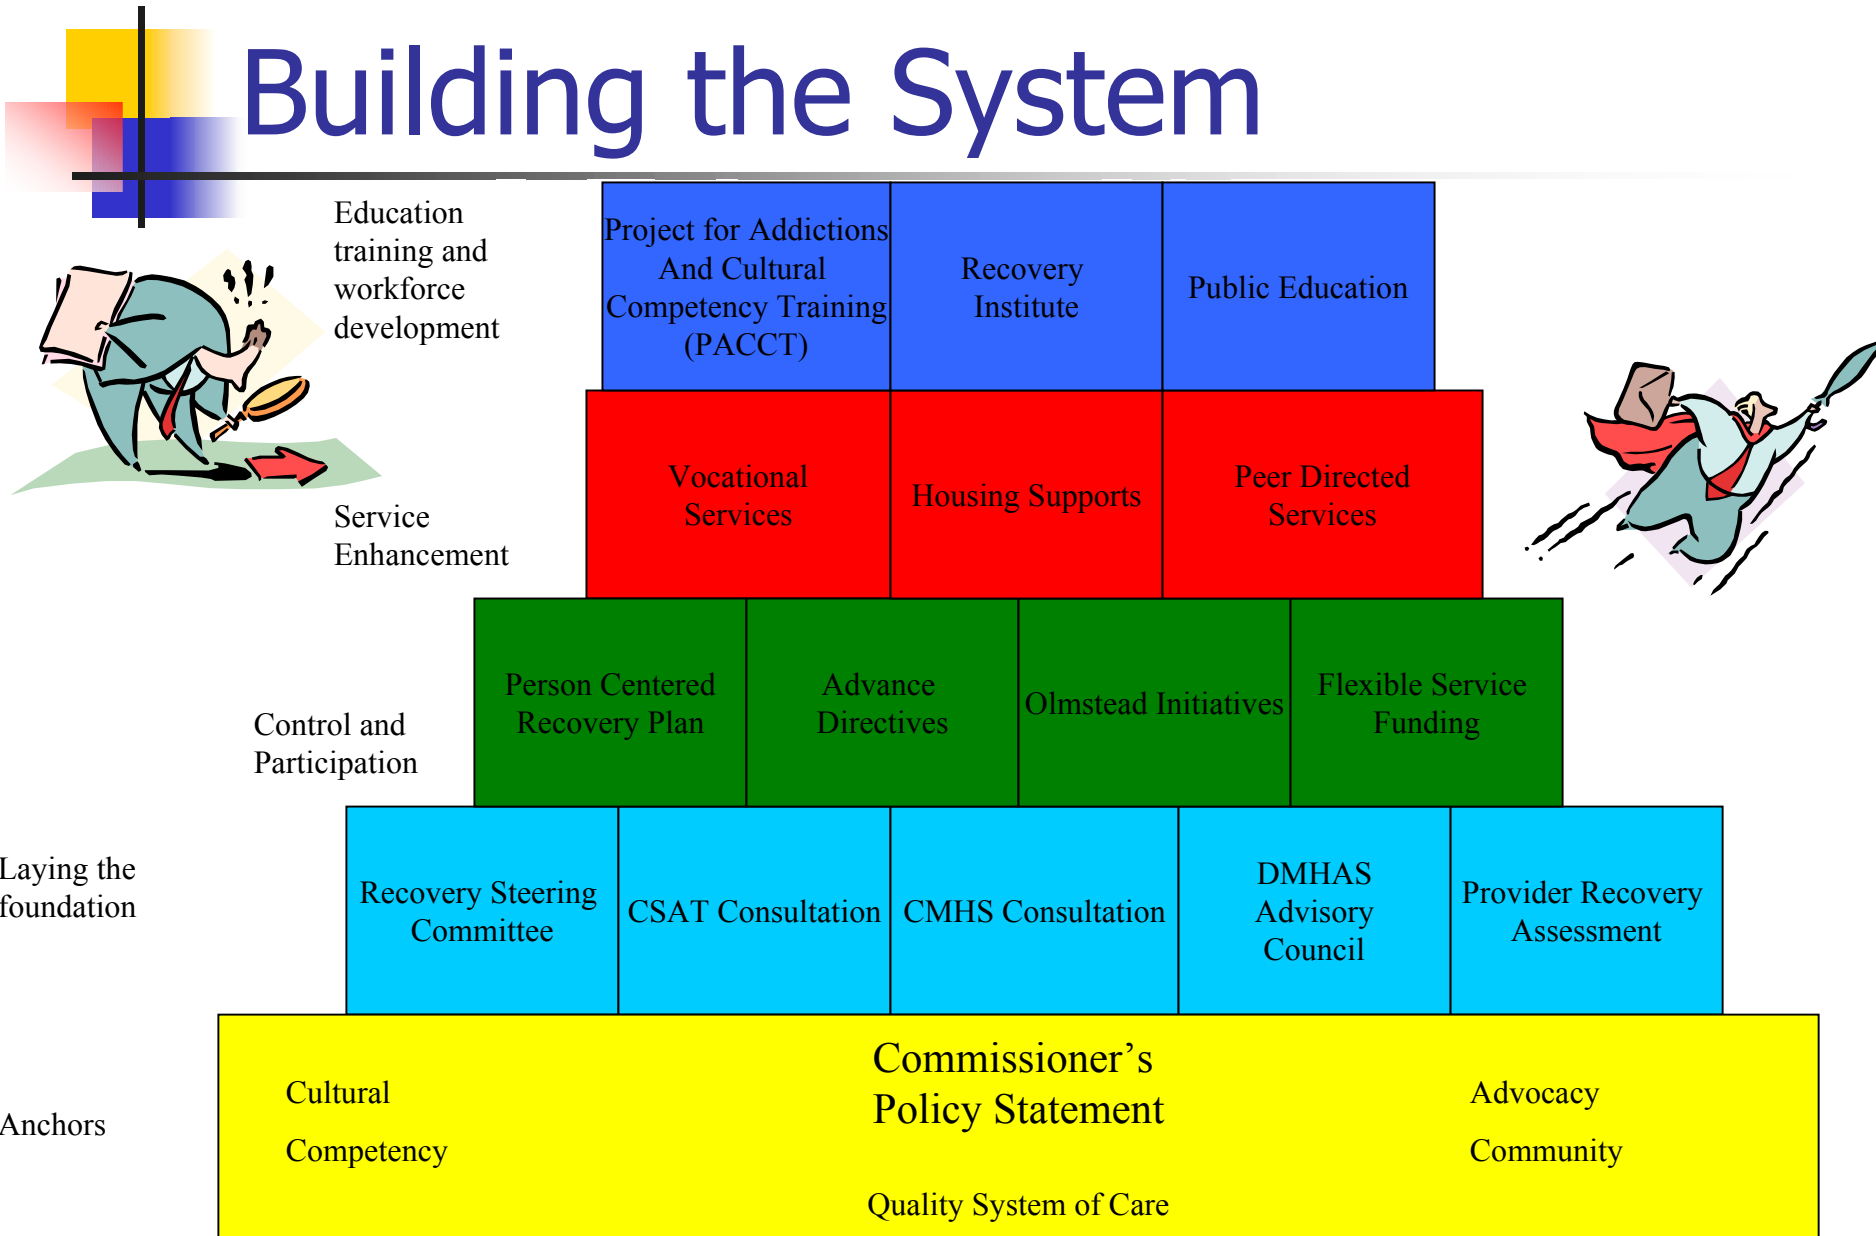 Building the System
Education
training and
workforce
development
Project for Addictions
And Cultural
Competency Training
(PACCT)
Recovery
Institute
Public Education
Service
Enhancement
Vocational
Services
Housing Supports
Peer Directed
Services
Control and
Participation
Person Centered
Recovery Plan
Advance
Directives
Olmstead Initiatives
Flexible Service
Funding
Laying the
foundation
Recovery Steering
Committee
CSAT Consultation
CMHS Consultation
DMHAS
Advisory
Council
Provider Recovery
Assessment
Anchors
Cultural
Competency
Commissioner’s
Policy Statement
Quality System of Care
Advocacy
Community